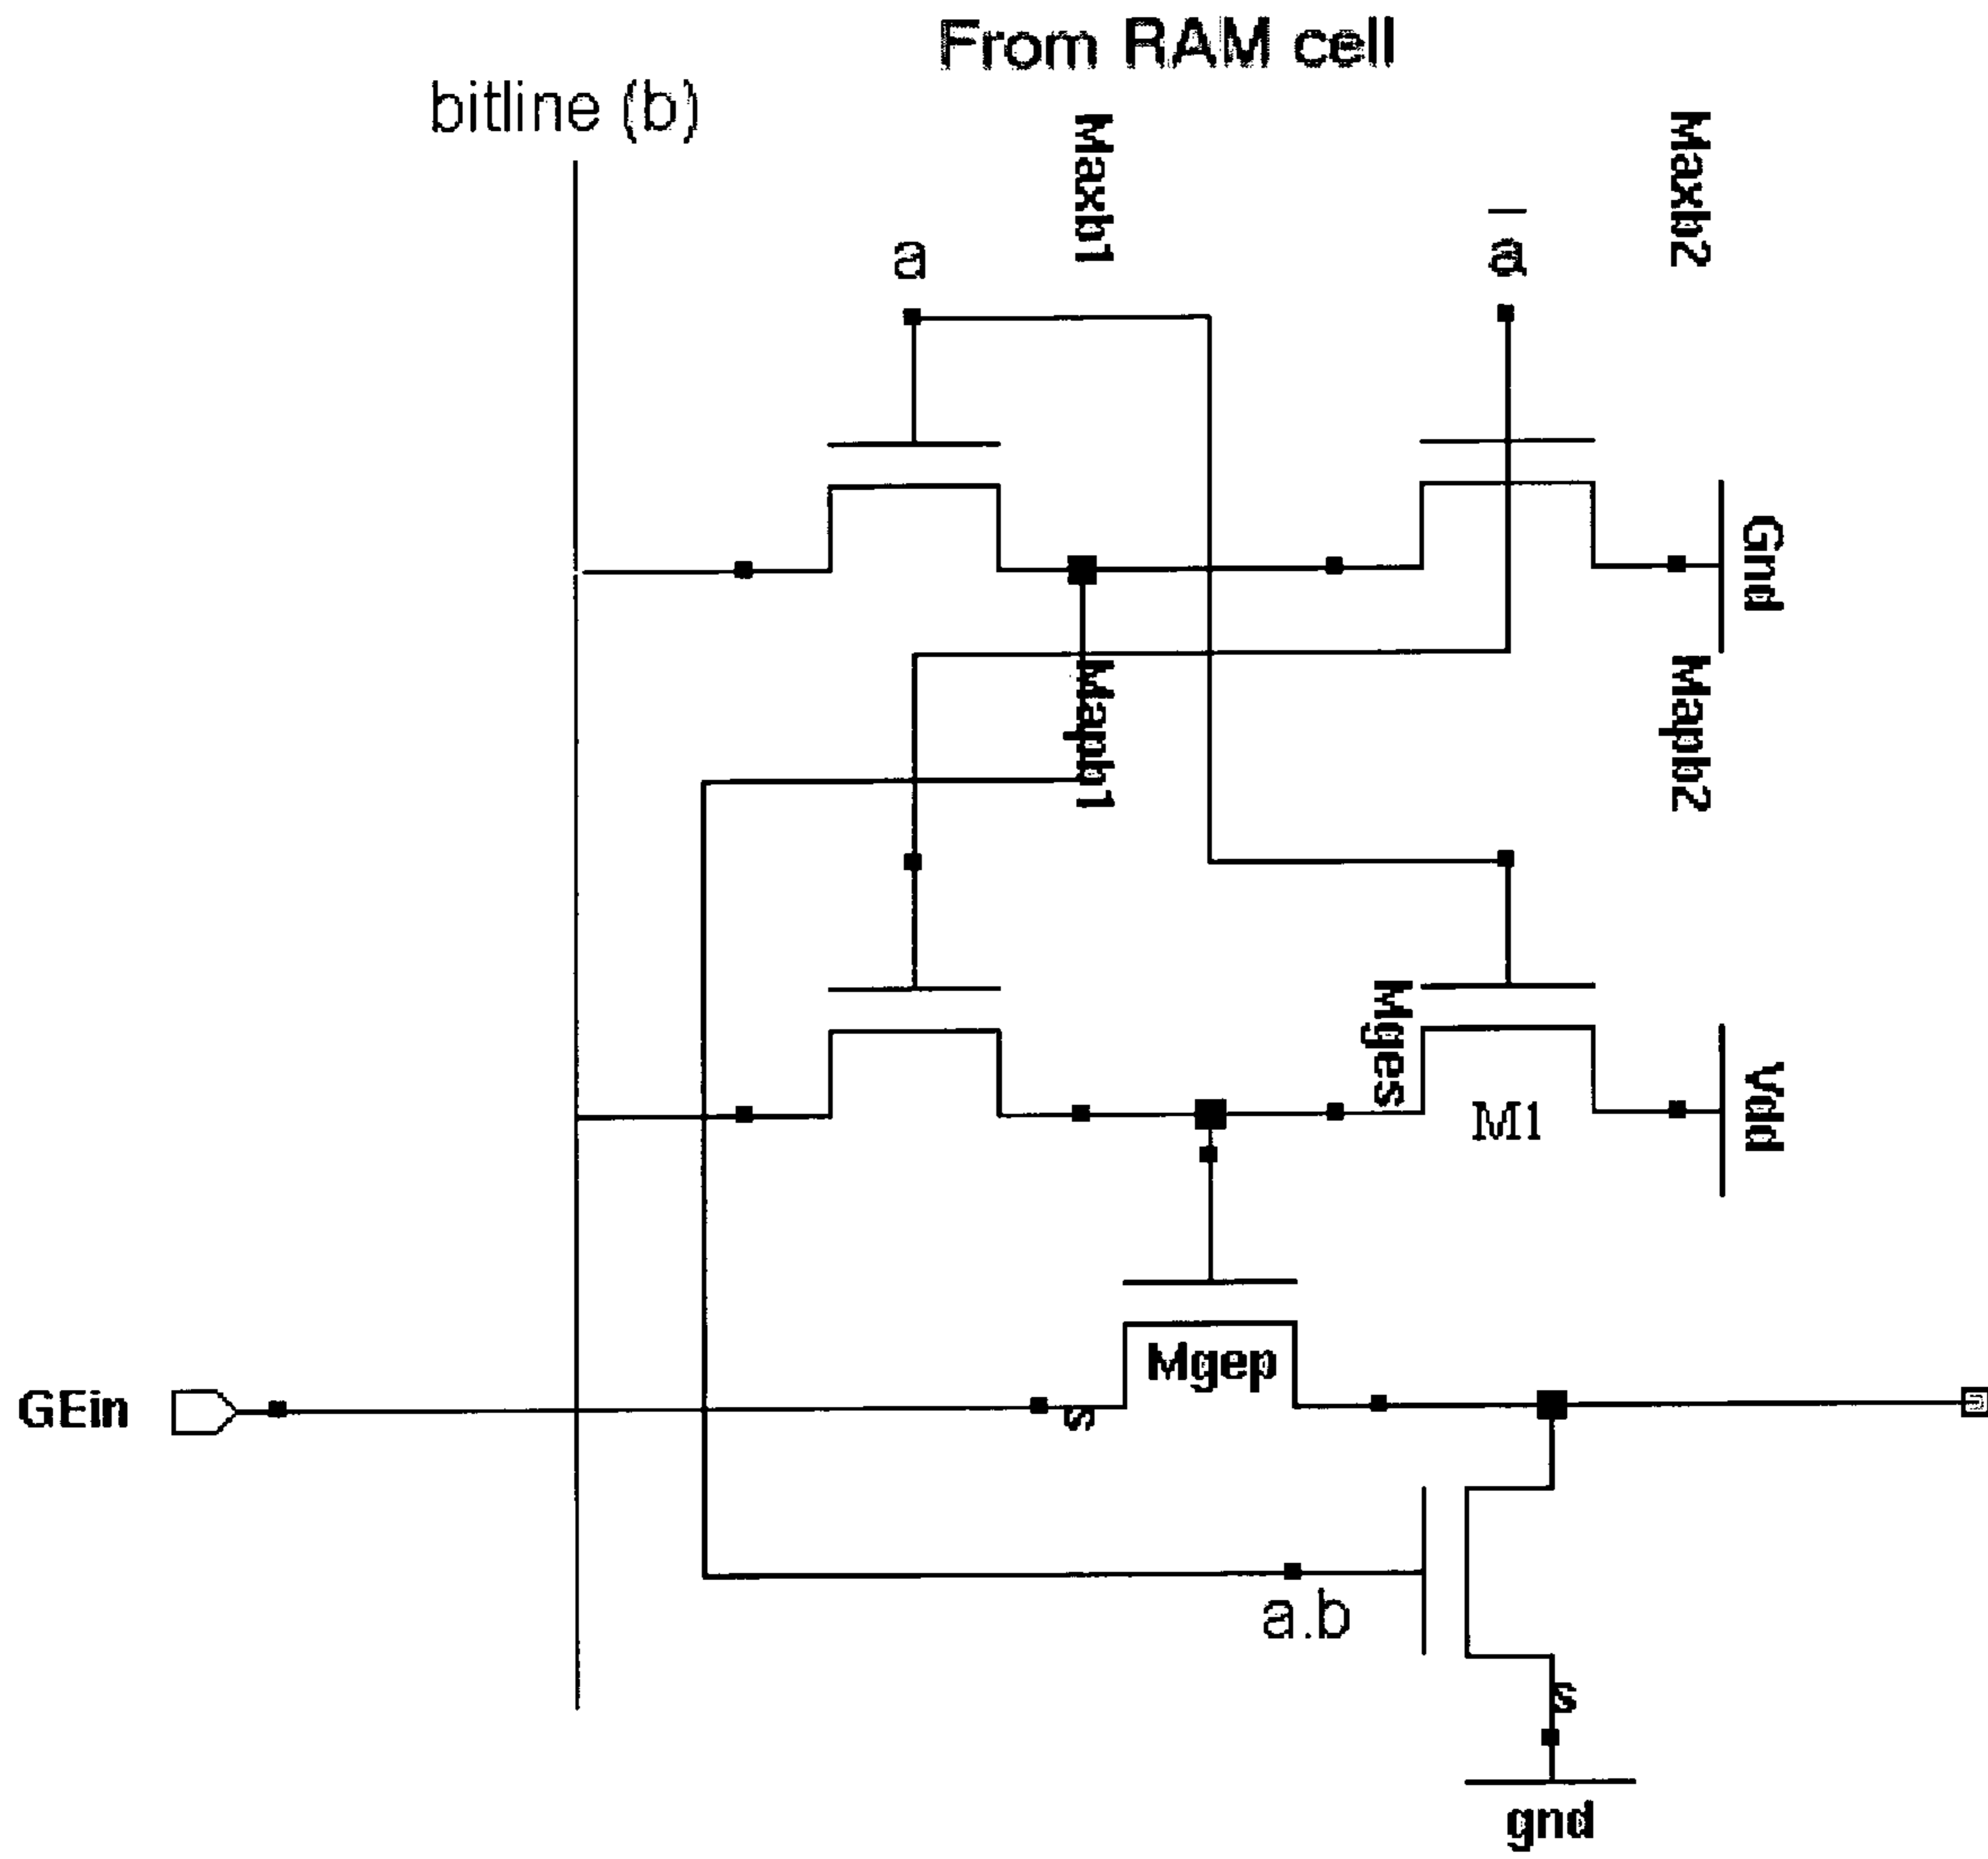 From RAM cell
bitline (b)
Maxb1
Maxb2
a
a̅
Gnd
Mapb1
Mapb2
Mges
M1
Vdd
Mgep
GEin
s
a.b
s
gnd